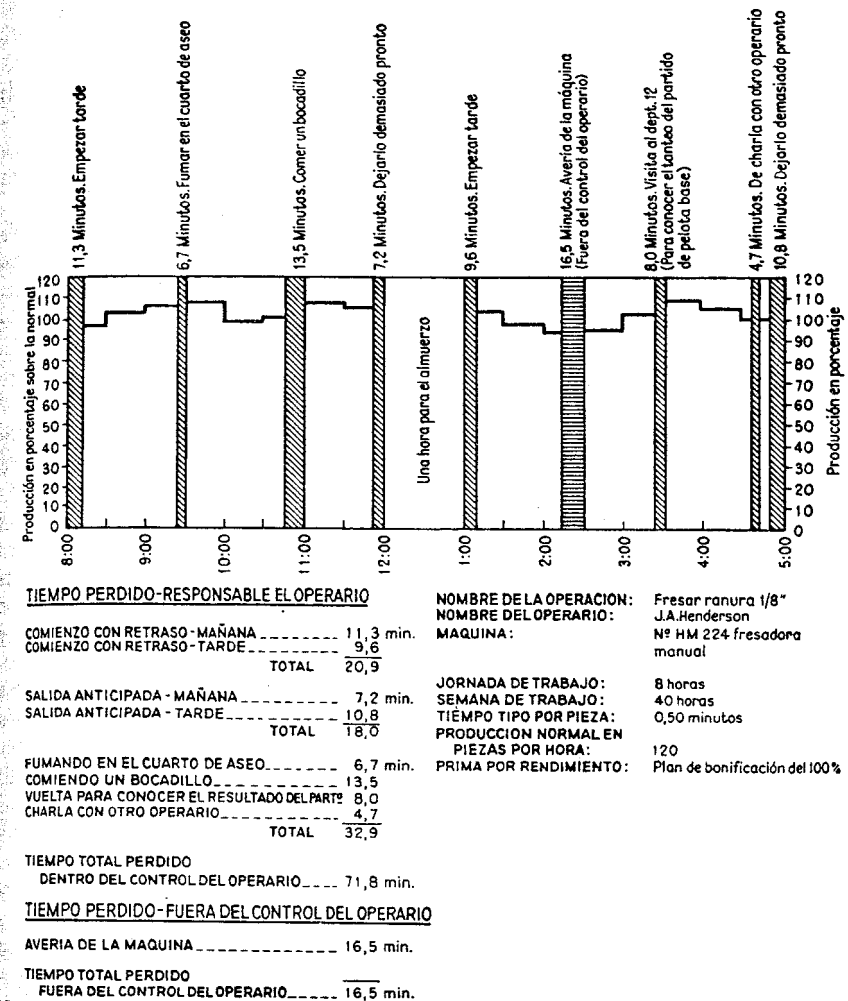 11,3 Minutos. Empezar tarde
6,7 Minutos. Fumar en el cuarto de aseo
13,5 Minutos. Comer un bocadillo
7,2 Minutos. Dejarlo demasiado pronto
9,6 Minutos. Empezar tarde
16,5 Minutos. Avería de la máquina
(Fuera del control del operario)
8,0 Minutos. Visita al dept. 12
(Para conocer el tanteo del partido
de pelota base)
4,7 Minutos. De charla con otro operario
10,8 Minutos. Dejarlo demasiado pronto
Producción en porcentaje sobre la normal
120
110
100
90
80
70
60
50
40
30
20
10
0
Una hora para el almuerzo
120
110
100
90
80
70
60
50
40
30
20
10
0
Producción en porcentaje
8:00
9:00
10:00
11:00
12:00
1:00
2:00
3:00
4:00
5:00
TIEMPO PERDIDO-RESPONSABLE EL OPERARIO
COMIENZO CON RETRASO-MAÑANA 11,3 min.
COMIENZO CON RETRASO-TARDE 9,6
TOTAL 20,9
SALIDA ANTICIPADA-MAÑANA 7,2 min.
SALIDA ANTICIPADA-TARDE 10,8
TOTAL 18,0
FUMANDO EN EL CUARTO DE ASEO 6,7 min.
COMIENDO UN BOCADILLO 13,5
VUELTA PARA CONOCER EL RESULTADO DEL PARTº 8,0
CHARLA CON OTRO OPERARIO 4,7
TOTAL 32,9
TIEMPO TOTAL PERDIDO
DENTRO DEL CONTROL DEL OPERARIO 71,8 min.
TIEMPO PERDIDO-FUERA DEL CONTROL DEL OPERARIO
AVERIA DE LA MAQUINA 16,5 min.
TIEMPO TOTAL PERDIDO
FUERA DEL CONTROL DEL OPERARIO 16,5 min.
NOMBRE DE LA OPERACION: Fresar ranura 1/8"
NOMBRE DEL OPERARIO: J.A.Henderson
MAQUINA: Nº HM 224 fresadora
manual
JORNADA DE TRABAJO: 8 horas
SEMANA DE TRABAJO: 40 horas
TIEMPO TIPO POR PIEZA: 0,50 minutos
PRODUCCION NORMAL EN
PIEZAS POR HORA: 120
PRIMA POR RENDIMIENTO: Plan de bonificación del 100%